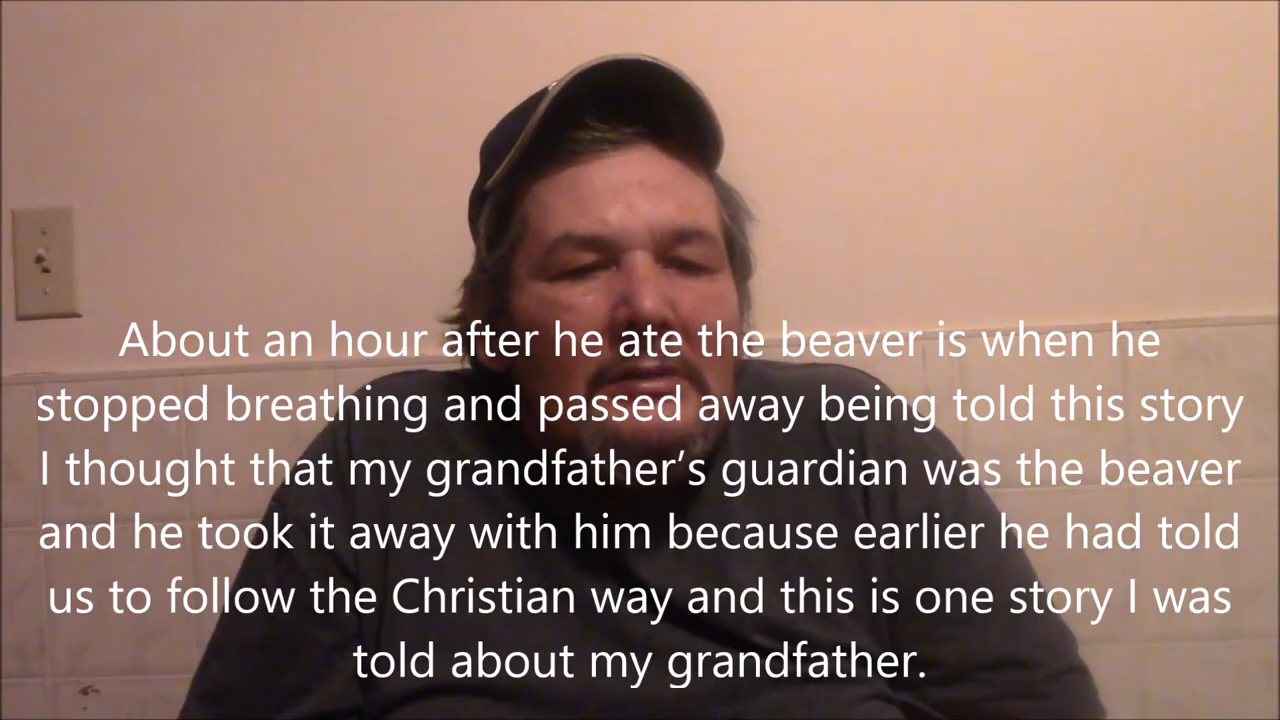 About an hour after he ate the beaver is when he
stopped breathing and passed away being told this story
I thought that my grandfather’s guardian was the beaver
and he took it away with him because earlier he had told
us to follow the Christian way and this is one story I was
told about my grandfather.